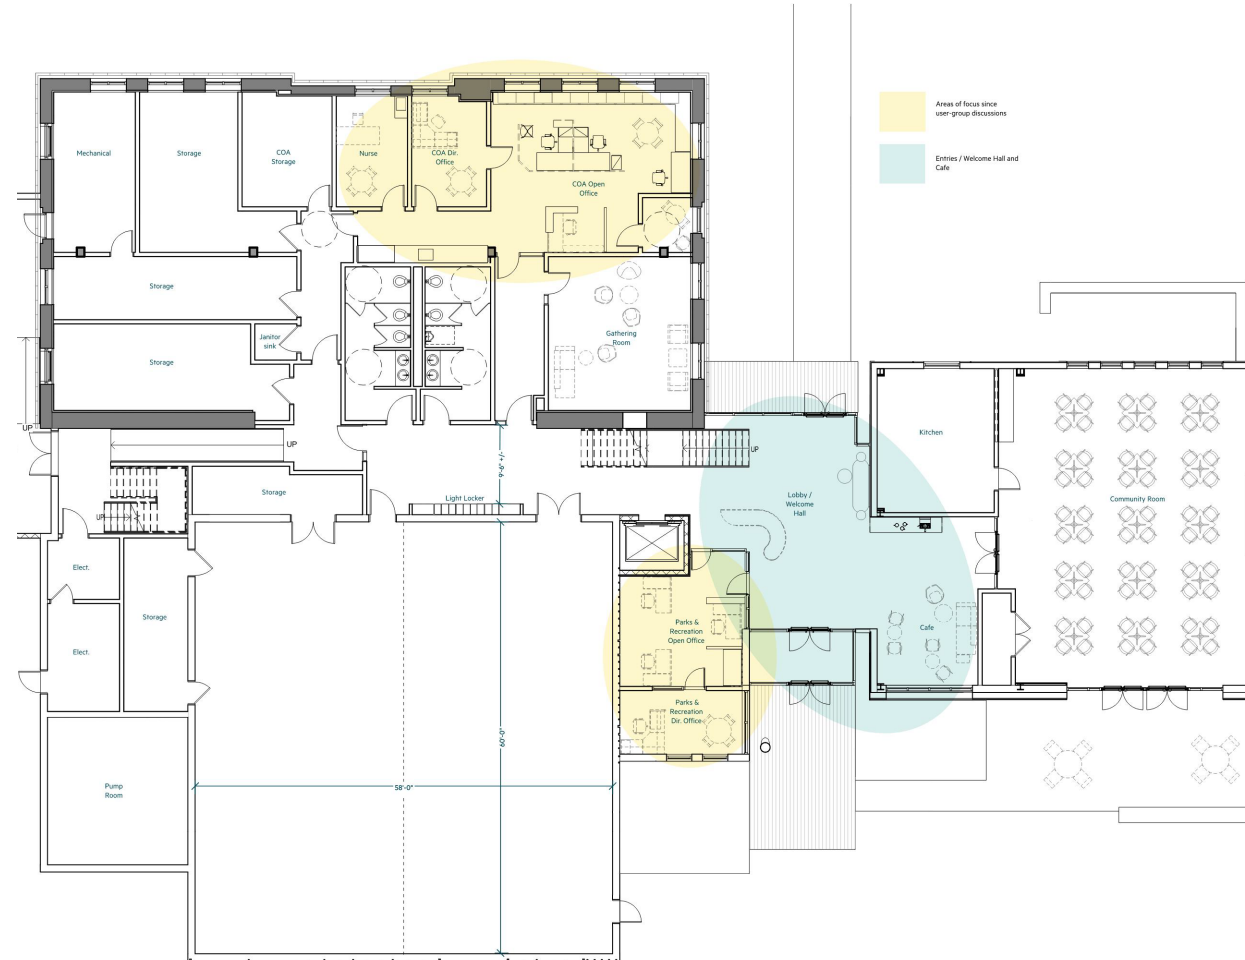 Areas of focus since
user-group discussions
Entries / Welcome Hall and
Cafe
Mechanical
Storage
COA
Storage
Nurse
COA Dir.
Office
COA Open
Office
Storage
Storage
Janitor
sink
Gathering
Room
UP
UP
UP
9'-6" +/-
Kitchen
Storage
Light Locker
Lobby /
Welcome
Hall
Community Room
UP
Elect.
Storage
Parks &
Recreation
Open Office
Cafe
Elect.
Parks &
Recreation
Dir. Office
60'-0"
Pump
Room
58'-0"